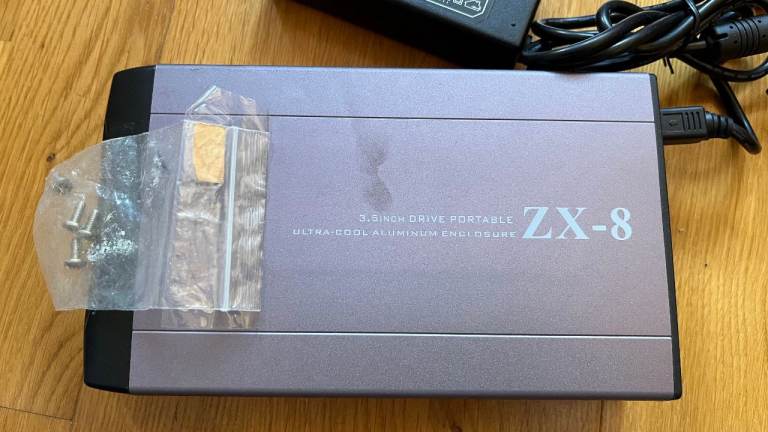 3.5INCH DRIVE PORTABLE
ULTRA-COOL ALUMINUM ENCLOSURE ZX-8